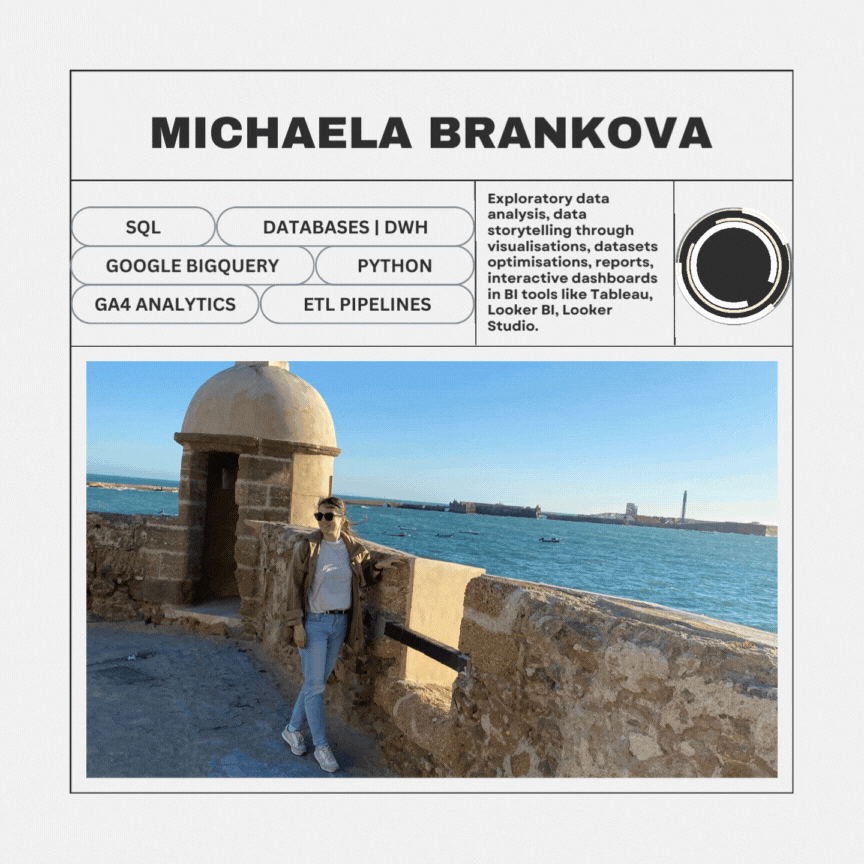 MICHAELA BRANKOVA
SQL
DATABASES | DWH
GOOGLE BIGQUERY
PYTHON
GA4 ANALYTICS
ETL PIPELINES
Exploratory data
analysis, data
storytelling through
visualisations, datasets
optimisations, reports,
interactive dashboards
in BI tools like Tableau,
Looker BI, Looker
Studio.